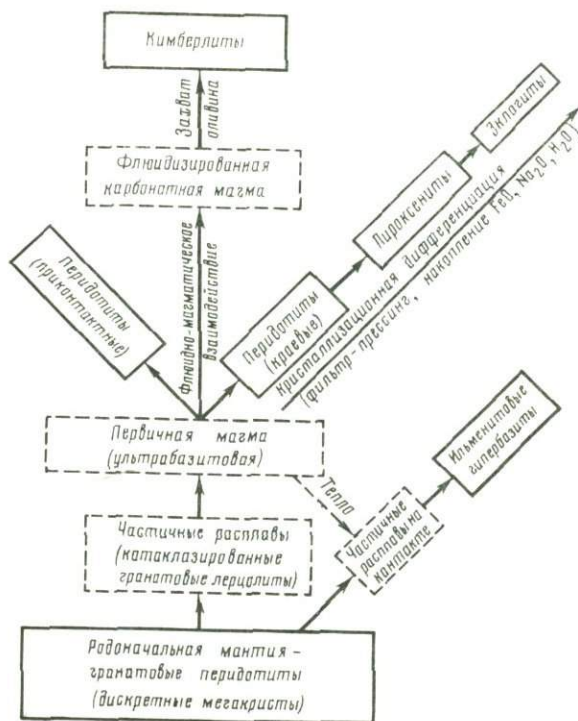 Кимберлиты
Захват
оливина
Флюидизированная
карбонатная магма
Эклогиты
Пироксениты
Перидотиты
(краевые)
Кристаллизационная дифференциация
(фильтр-прессинг, накопление FeO, Na2O, H2O)
Перидотиты
(приконтактные)
Флюидно-магматическое
взаимодействие
Первичная магма
(ультрабазитовая)
Тепло
Ильменитовые
гипербазиты
Частичные
расплавы на
кантакте
Частичные расплавы
(катаклазированные
гранатовые лерцолиты)
Родоначальная мантия –
гранатовые перидотиты
(дискретные мегакристы)